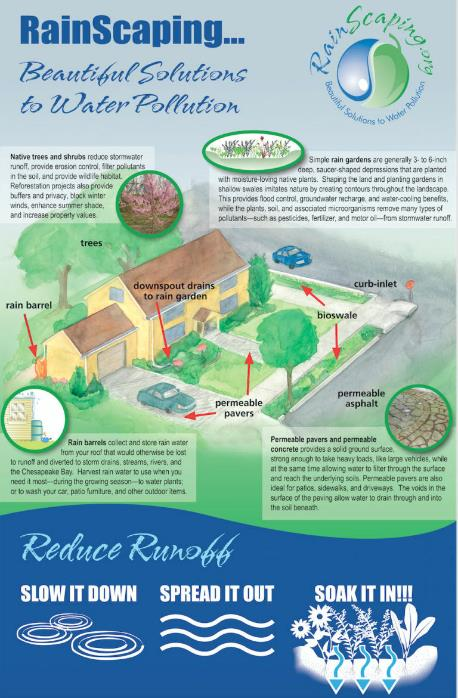 RainScaping...
Beautiful Solutions
to Water Pollution
RainScaping.org
Beautiful Solutions to Water Pollution
Native trees and shrubs reduce stormwater
runoff, provide erosion control, filter pollutants
in the soil, and provide wildlife habitat.
Reforestation projects also provide
buffers and privacy, block winter
winds, enhance summer shade,
and increase property values.
Simple rain gardens are generally 3- to 6-inch
deep, saucer-shaped depressions that are planted
with moisture-loving native plants. Shaping the land and planting gardens in
shallow swales imitates nature by creating contours throughout the landscape.
This provides flood control, groundwater recharge, and water-cooling benefits,
while the plants, soil, and associated microorganisms remove many types of
pollutants—such as pesticides, fertilizer, and motor oil—from stormwater runoff.
trees
downspout drains
to rain garden
curb-inlet
rain barrel
bioswale
permeable
asphalt
permeable
pavers
Rain barrels collect and store rain water
from your roof that would otherwise be lost
to runoff and diverted to storm drains, streams, rivers, and
the Chesapeake Bay. Harvest rain water to use when you
need it most—during the growing season—to water plants;
or to wash your car, patio furniture, and other outdoor items.
Permeable pavers and permeable
concrete provides a solid ground surface,
strong enough to take heavy loads, like large vehicles, while
at the same time allowing water to filter through the surface
and reach the underlying soils. Permeable pavers are also
ideal for patios, sidewalks, and driveways. The voids in the
surface of the paving allow water to drain through and into
the soil beneath.
Reduce Runoff
SLOW IT DOWN
SPREAD IT OUT
SOAK IT IN!!!